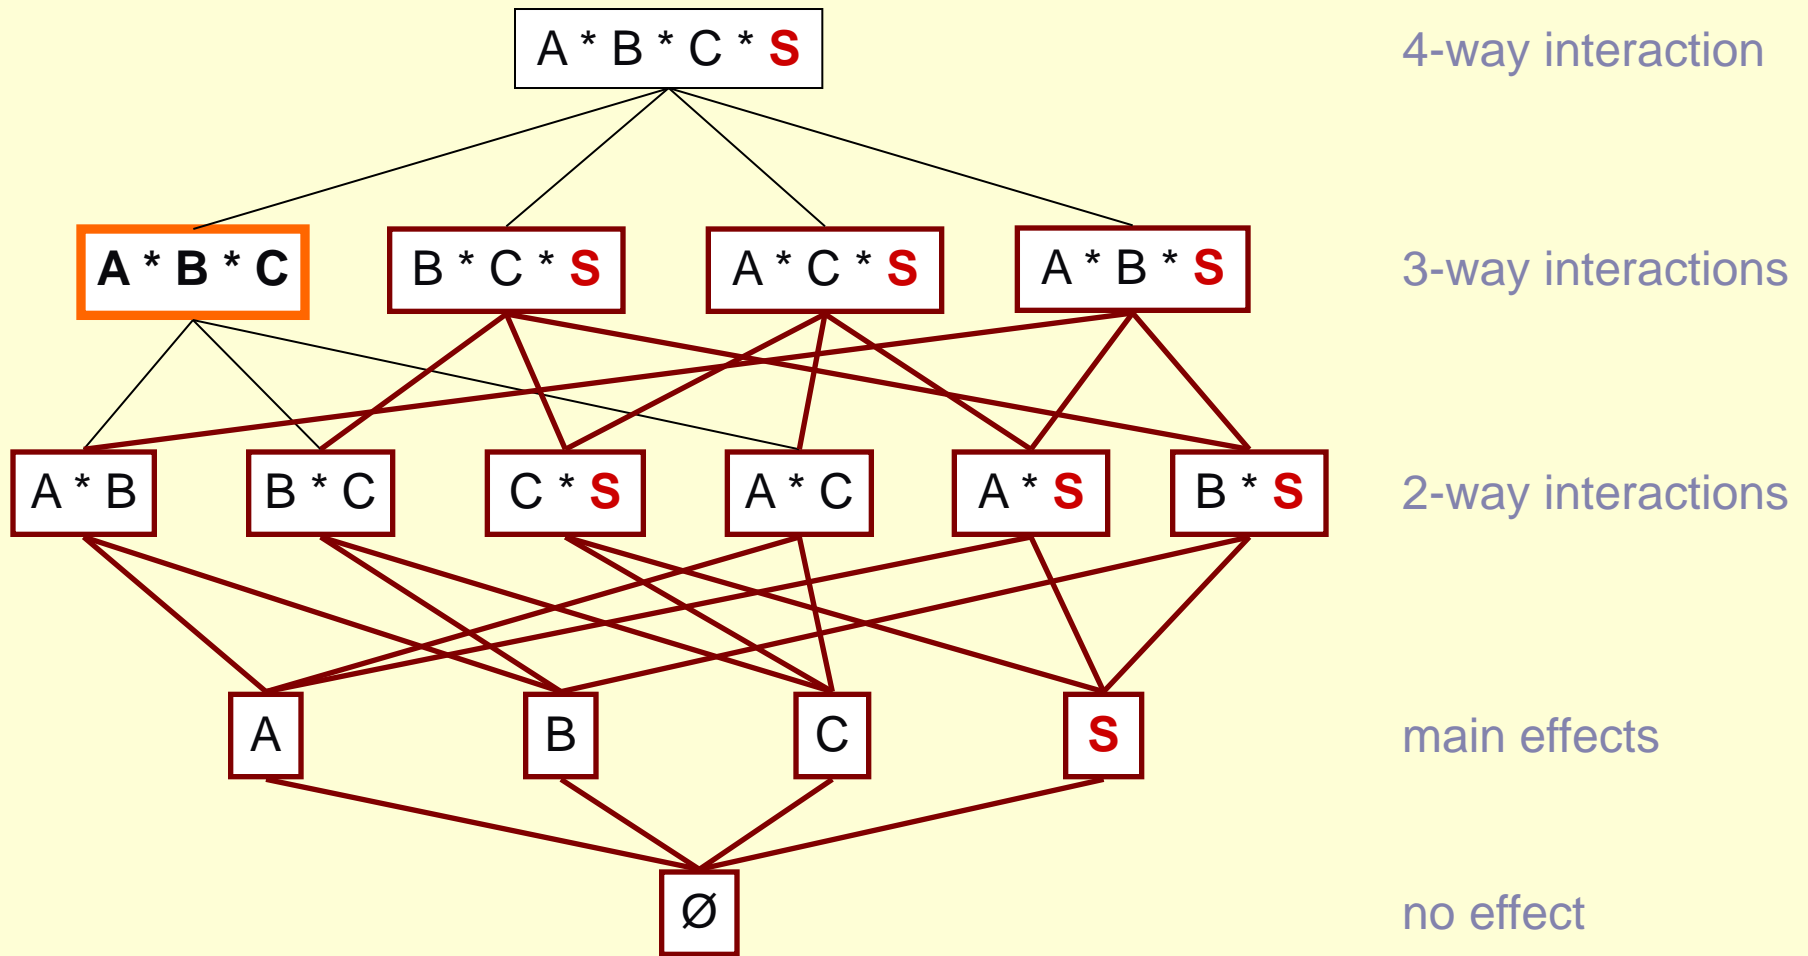 A * B * C * S
4-way interaction
A * B * C
B * C * S
A * C * S
A * B * S
3-way interactions
A * B
B * C
C * S
A * C
A * S
B * S
2-way interactions
A
B
C
S
main effects
Ø
no effect